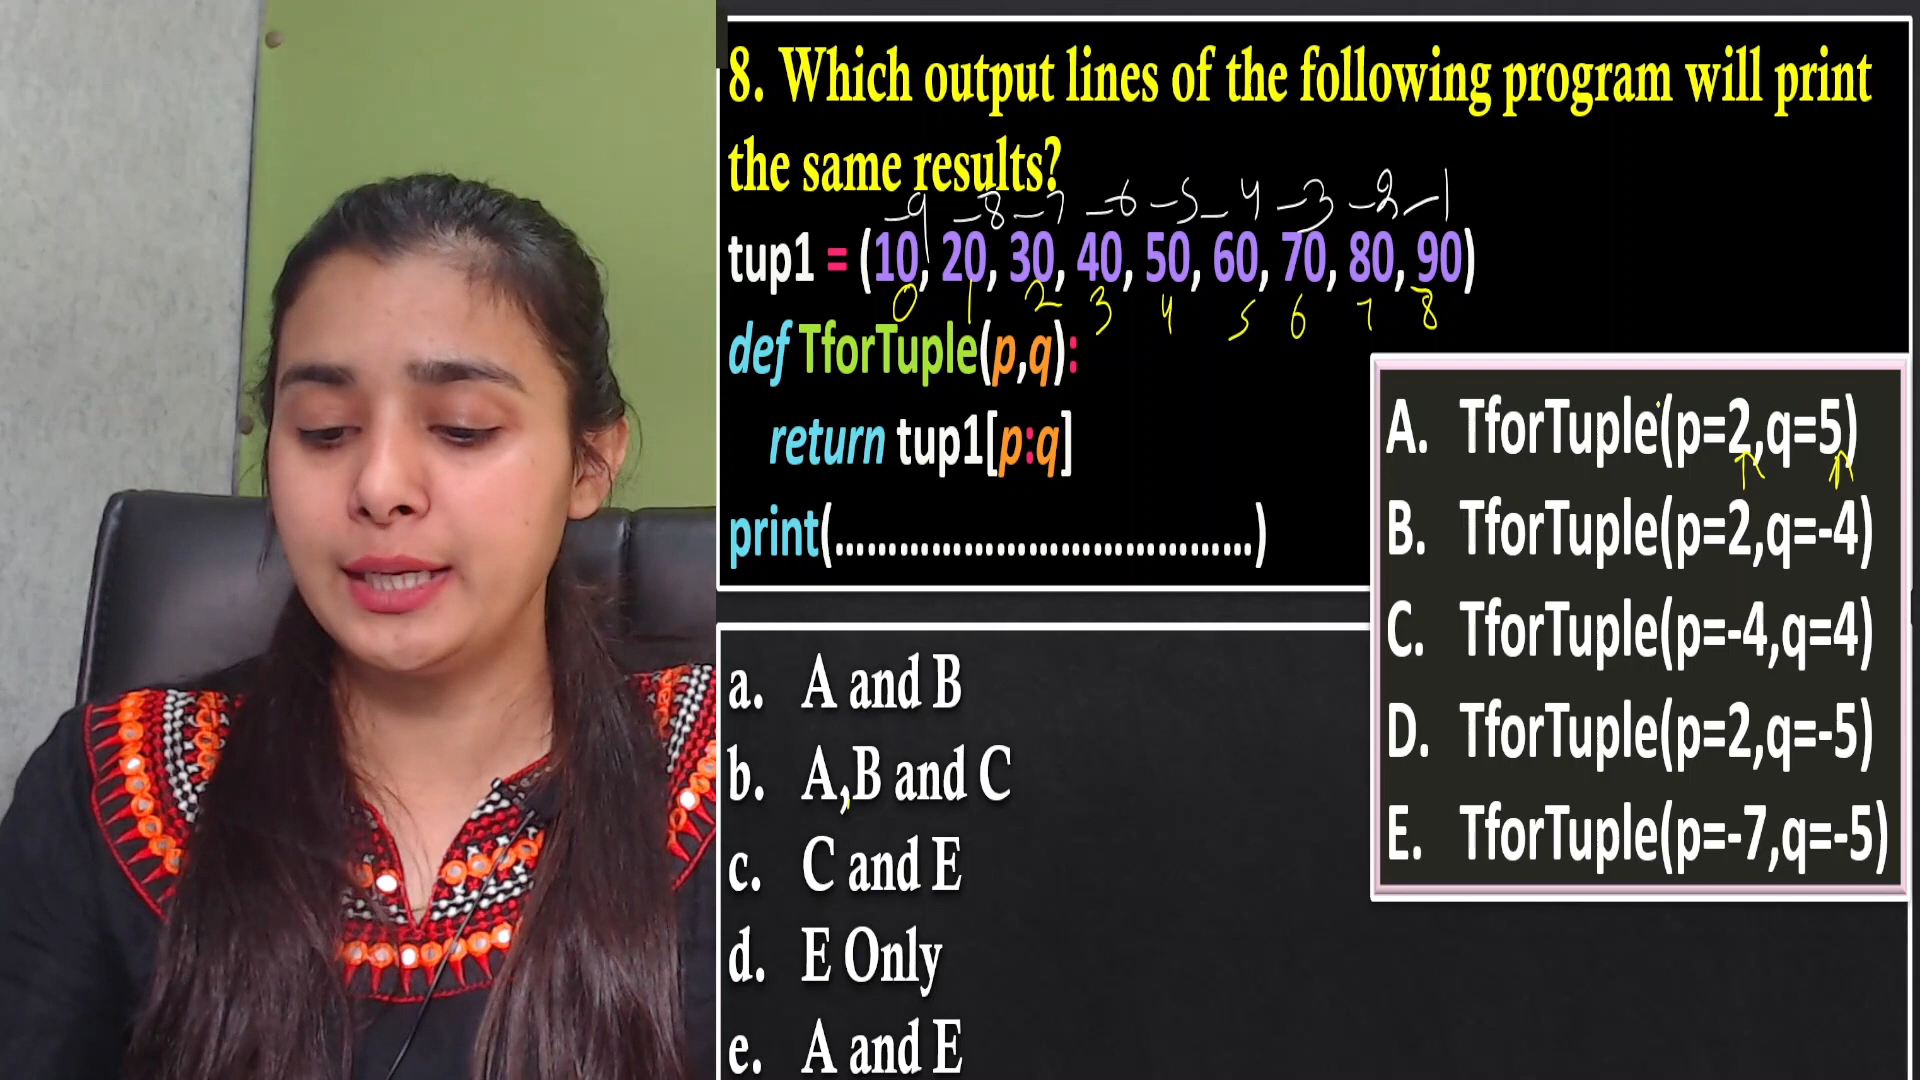 8. Which output lines of the following program will print
the same results?
-9 -8 -7 -6 -5 -4 -3 -2 -1
tup1 = (10, 20, 30, 40, 50, 60, 70, 80, 90)
0 1 2 3 4 5 6 7 8
def TforTuple(p,q):
return tup1[p:q]
print(.......................................)
A. TforTuple(p=2,q=5)
B. TforTuple(p=2,q=-4)
C. TforTuple(p=-4,q=4)
D. TforTuple(p=2,q=-5)
E. TforTuple(p=-7,q=-5)
a. A and B
b. A,B and C
c. C and E
d. E Only
e. A and E